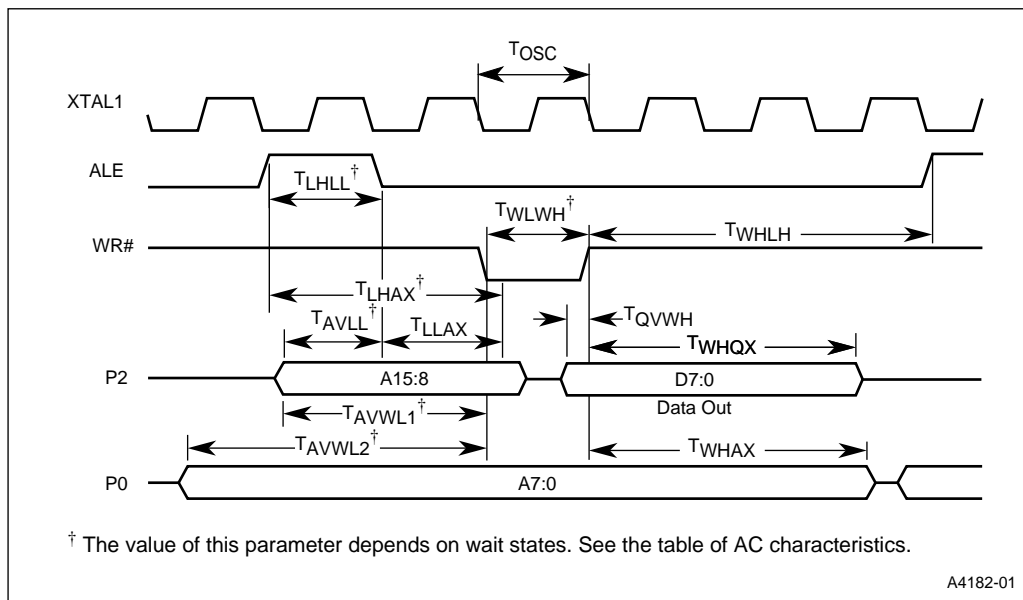 TOSC
XTAL1
ALE
TLHLL†
TWLWH†
WR#
TWHLH
TLHAX†
TAVLL†
TLLAX
TQVWH
TWHQX
P2
A15:8
D7:0
Data Out
TAVWL1†
TAVWL2†
TWHAX
P0
A7:0
† The value of this parameter depends on wait states. See the table of AC characteristics.
A4182-01